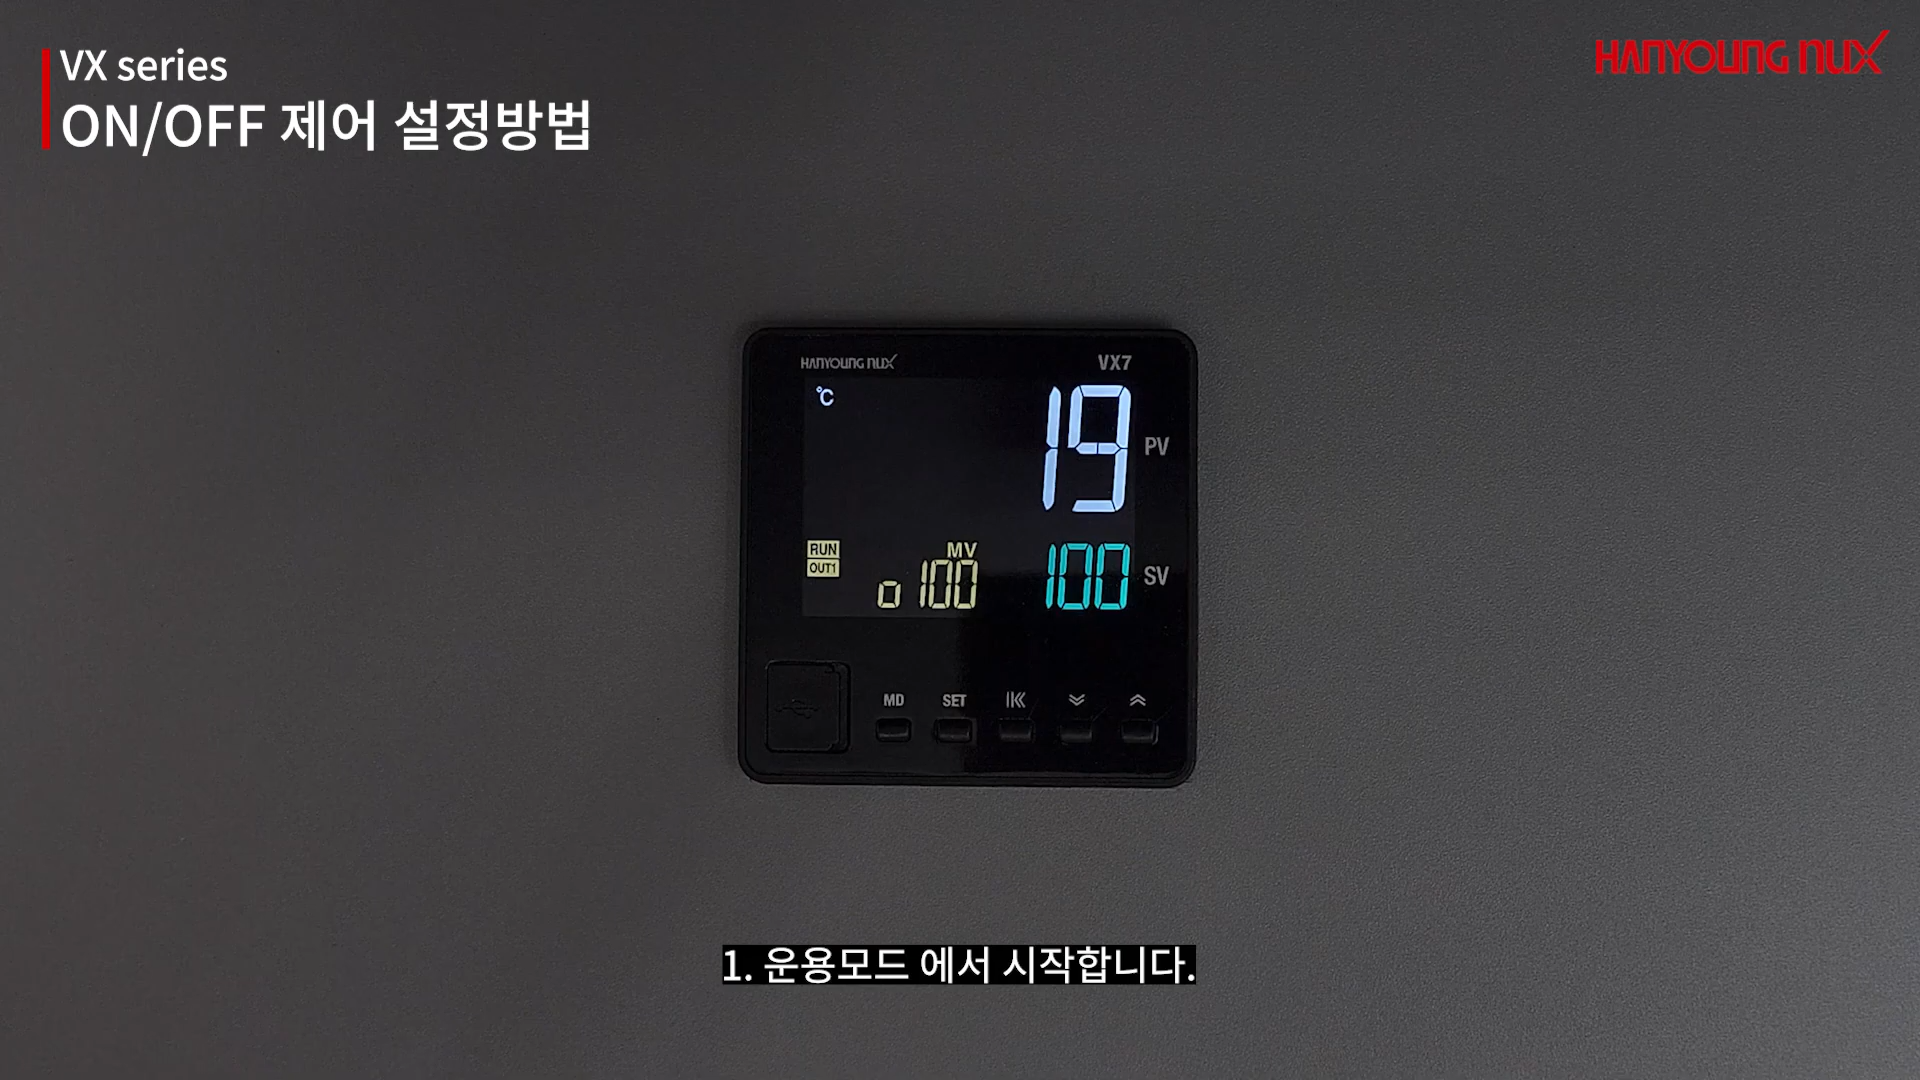 VX series
ON/OFF 제어 설정방법
HANYOUNG NUX
HANYOUNG NUX
VX7
℃
19
PV
RUN
OUT1
MV
o 100
100
SV
MD
SET
1. 운용모드 에서 시작합니다.